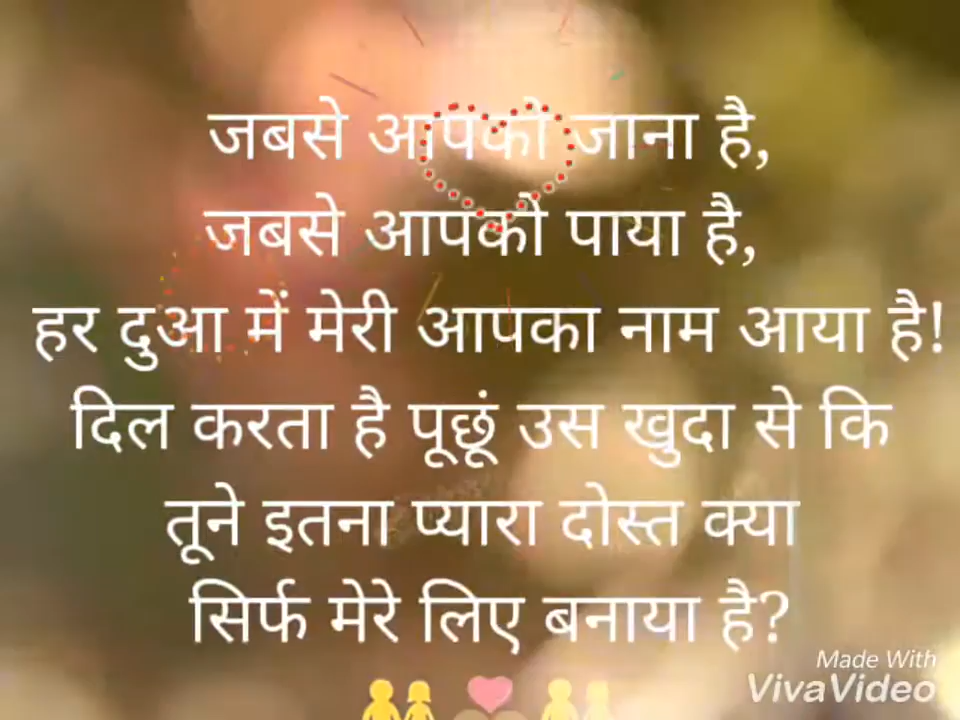 जबसे आपको जाना है,
जबसे आपको पाया है,
हर दुआ में मेरी आपका नाम आया है!
दिल करता है पूछूं उस खुदा से कि
तूने इतना प्यारा दोस्त क्या
सिर्फ मेरे लिए बनाया है?
Made With
VivaVideo